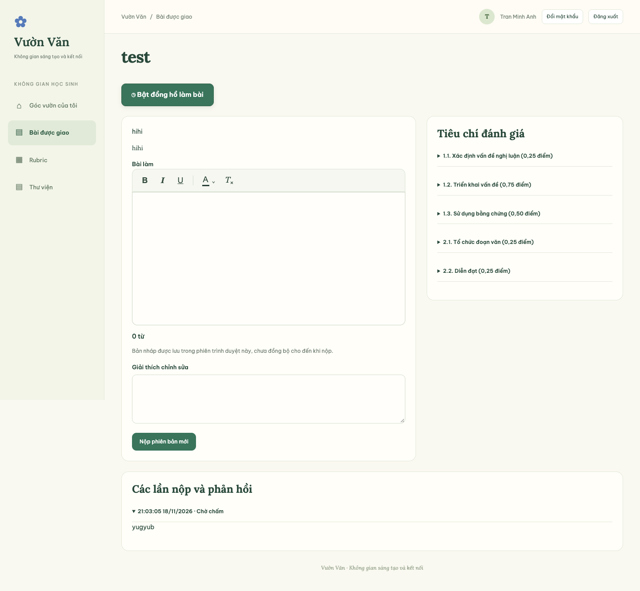 Vườn Văn
Không gian sáng tạo và kết nối
KHÔNG GIAN HỌC SINH
Góc vườn của tôi
Bài được giao
Rubric
Thư viện
Vườn Văn / Bài được giao
T
Tran Minh Anh
Đổi mật khẩu
Đăng xuất
test
Bật đồng hồ làm bài
hihi
hihi
Bài làm
B I U A Tx
0 từ
Bản nháp được lưu trong phiên trình duyệt này, chưa đồng bộ cho đến khi nộp.
Giải thích chỉnh sửa
Nộp phiên bản mới
Tiêu chí đánh giá
1.1. Xác định vấn đề nghị luận (0,25 điểm)
1.2. Triển khai vấn đề (0,75 điểm)
1.3. Sử dụng bằng chứng (0,50 điểm)
2.1. Tổ chức đoạn văn (0,25 điểm)
2.2. Diễn đạt (0,25 điểm)
Các lần nộp và phản hồi
21:03:05 18/11/2026 · Chờ chấm
yugyub
Vườn Văn · Không gian sáng tạo và kết nối